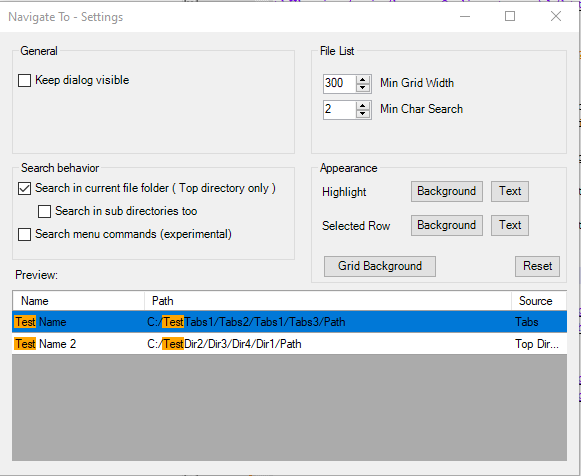 Navigate To - Settings
General
Keep dialog visible
File List
300 Min Grid Width
2 Min Char Search
Search behavior
Search in current file folder ( Top directory only )
Search in sub directories too
Search menu commands (experimental)
Appearance
Highlight Background Text
Selected Row Background Text
Grid Background Reset
Preview:
Name Path Source
Test Name C:/TestTabs1/Tabs2/Tabs1/Tabs3/Path Tabs
Test Name 2 C:/TestDir2/Dir3/Dir4/Dir1/Path Top Dir...